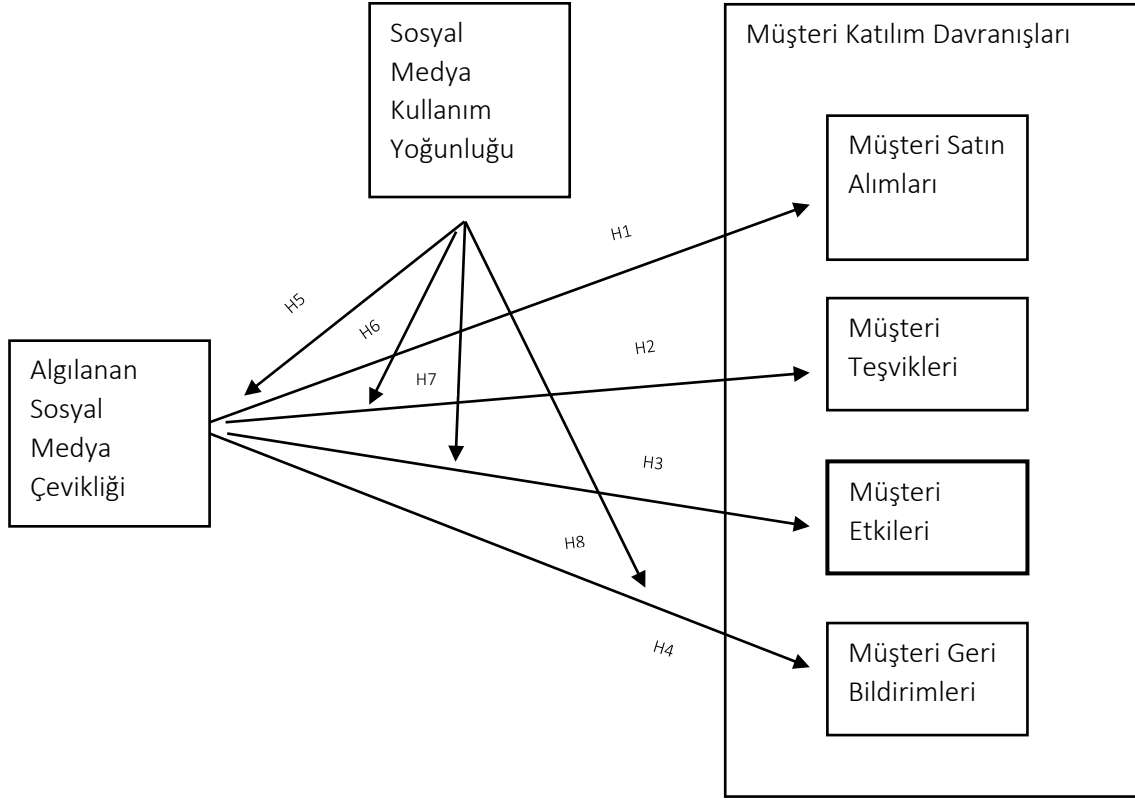 Sosyal
Medya
Kullanım
Yoğunluğu
Müşteri Katılım Davranışları
Müşteri Satın
Alımları
H1
H5
H6
H2
Müşteri
Teşvikleri
Algılanan
Sosyal
Medya
Çevikliği
H7
H3
Müşteri
Etkileri
H8
H4
Müşteri Geri
Bildirimleri